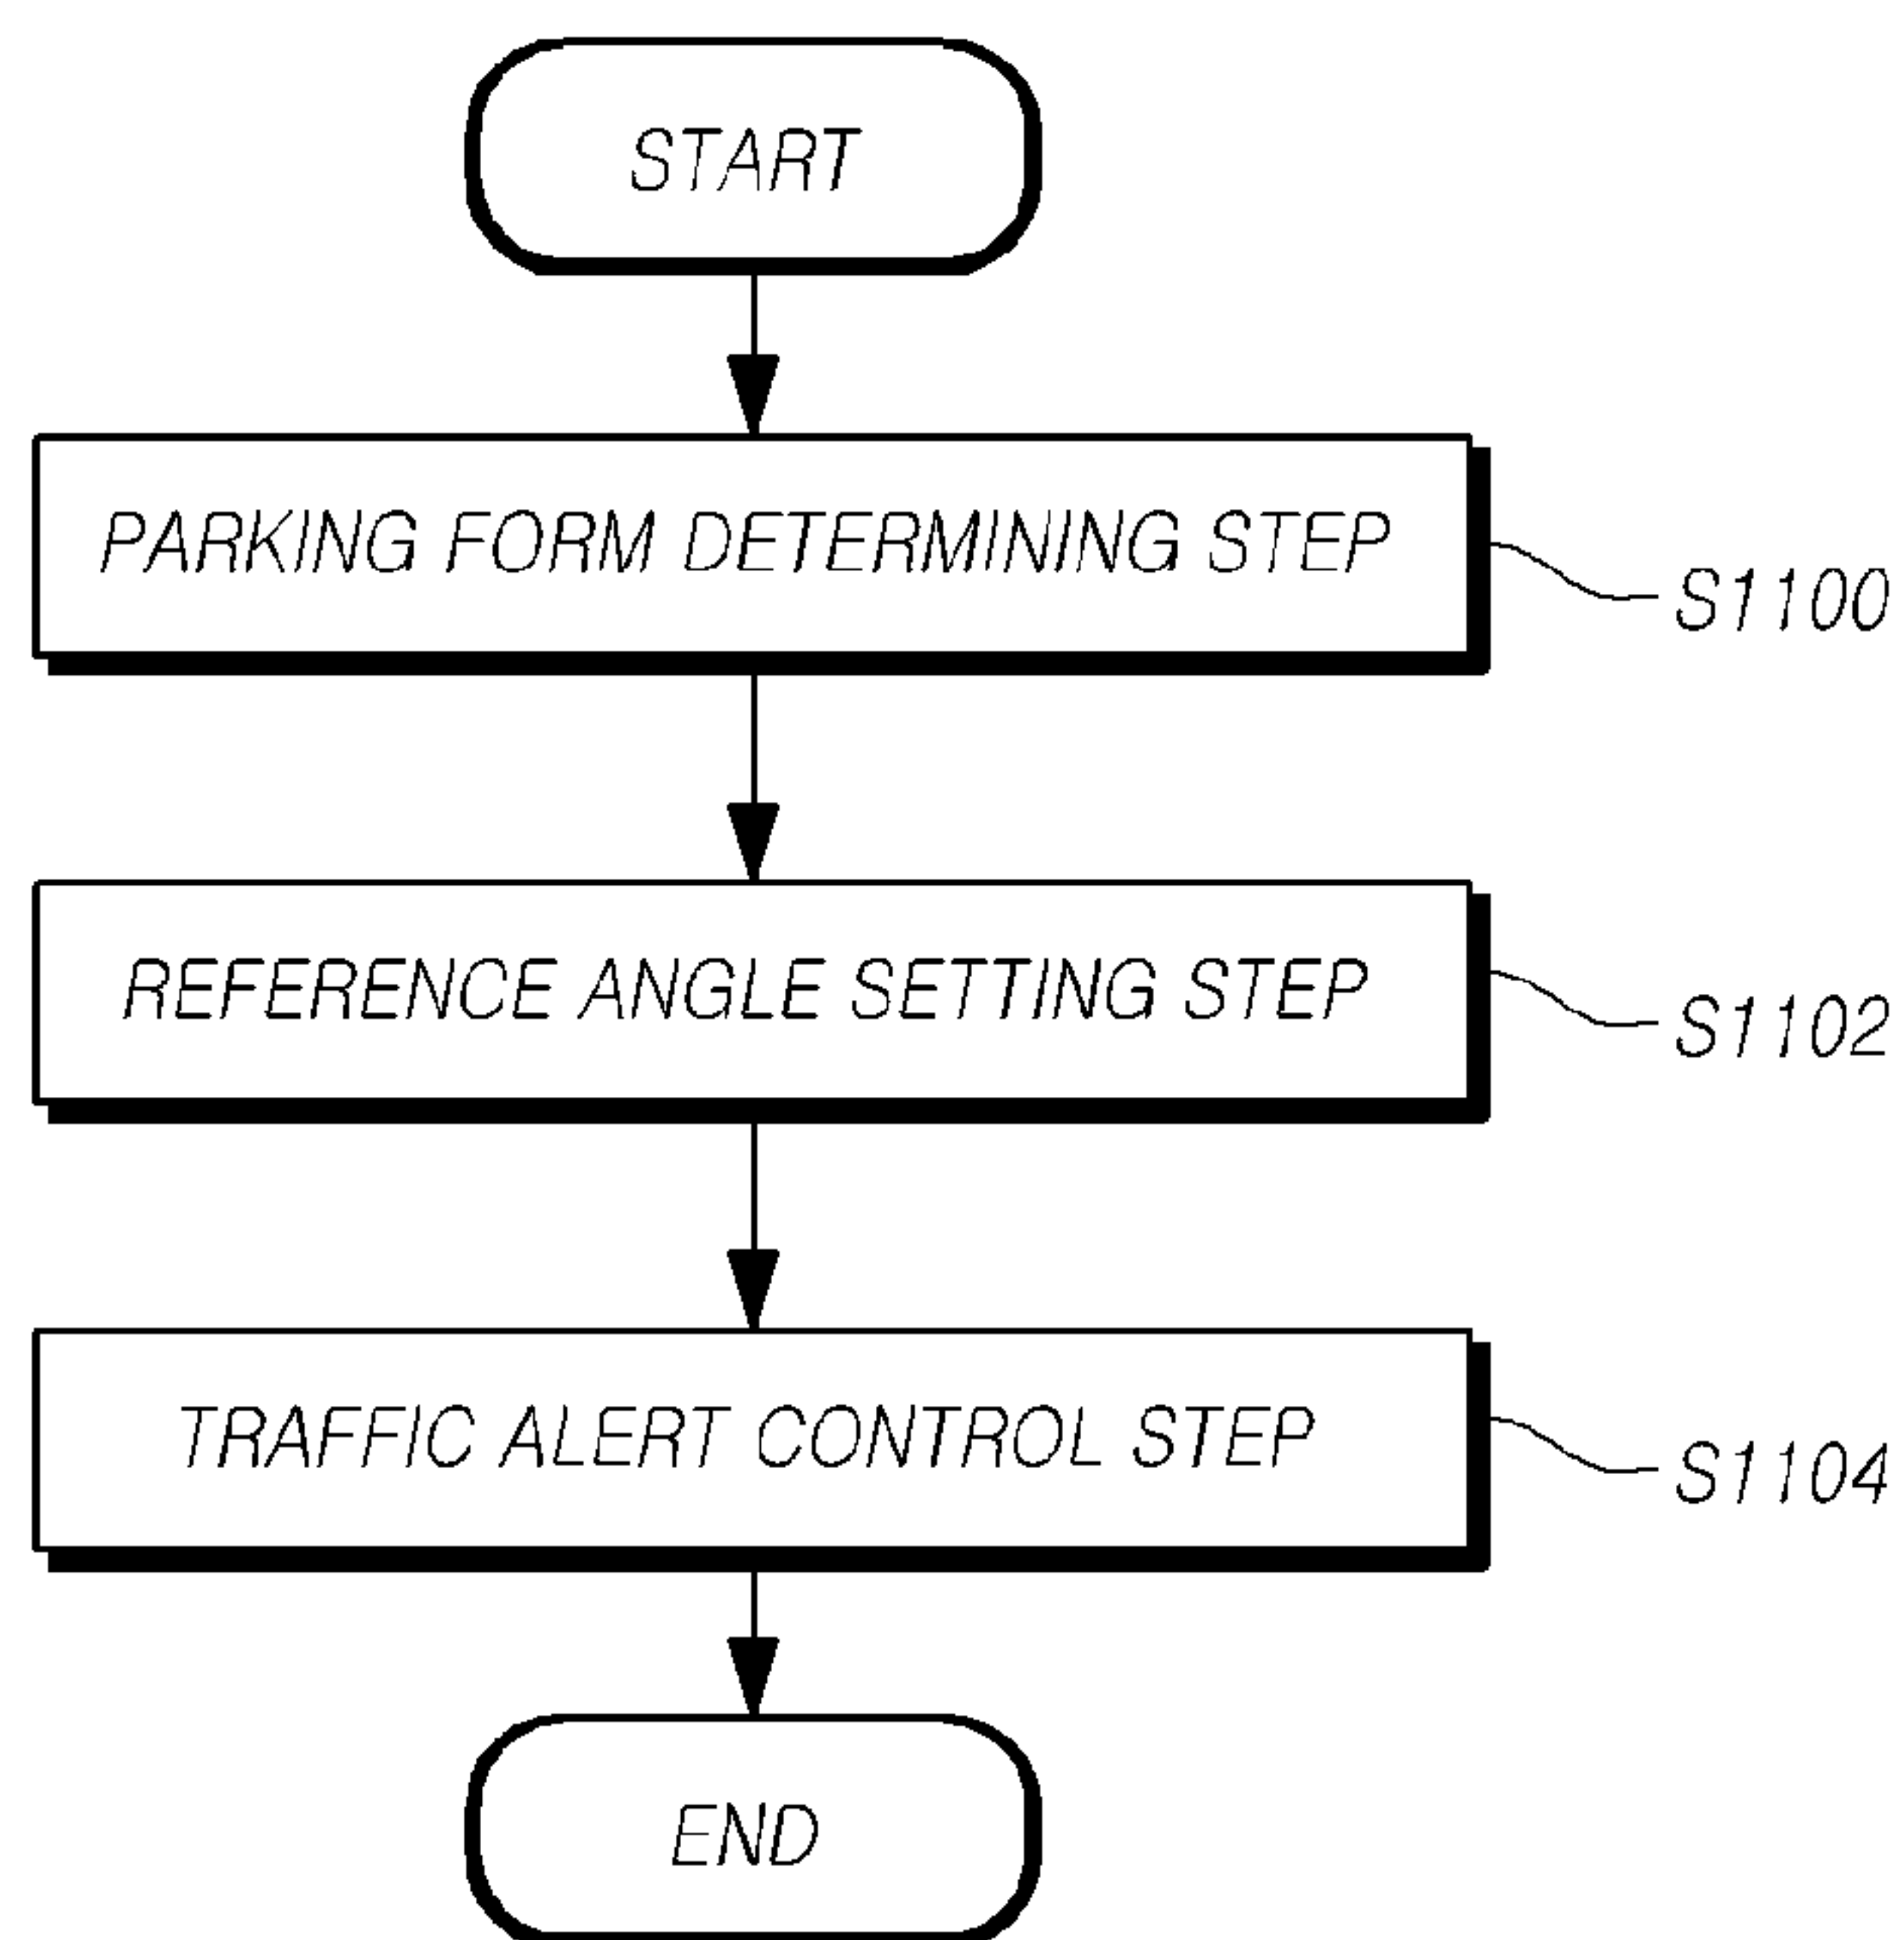 START
PARKING FORM DETERMINING STEP
S1100
REFERENCE ANGLE SETTING STEP
S1102
TRAFFIC ALERT CONTROL STEP
S1104
END